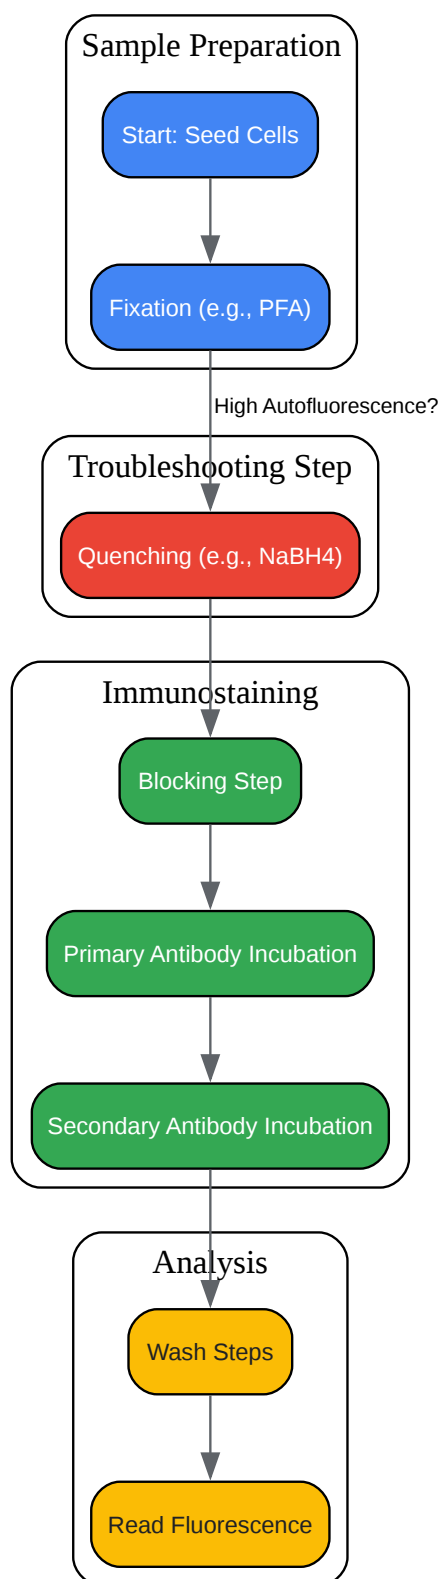 Sample Preparation
Start: Seed Cells
Fixation (e.g., PFA)
High Autofluorescence?
Troubleshooting Step
Quenching (e.g., NaBH4)
Immunostaining
Blocking Step
Primary Antibody Incubation
Secondary Antibody Incubation
Analysis
Wash Steps
Read Fluorescence